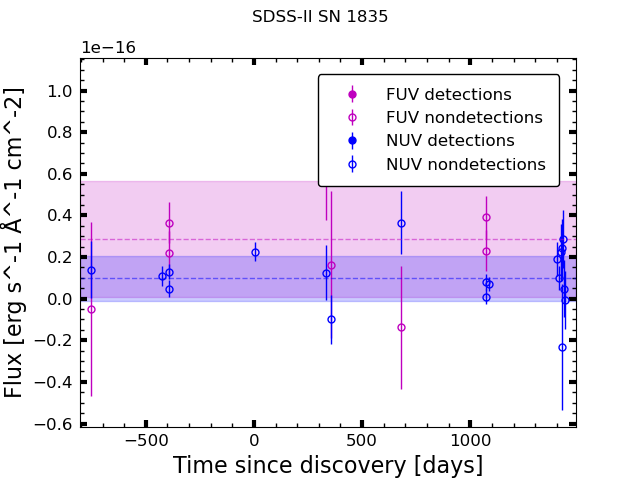 SDSS-II SN 1835
1e−16
FUV detections
FUV nondetections
NUV detections
NUV nondetections
1.0
0.8
0.6
0.4
0.2
0.0
−0.2
−0.4
−0.6
Flux [erg s^-1 Å^-1 cm^-2]
−500 0 500 1000
Time since discovery [days]